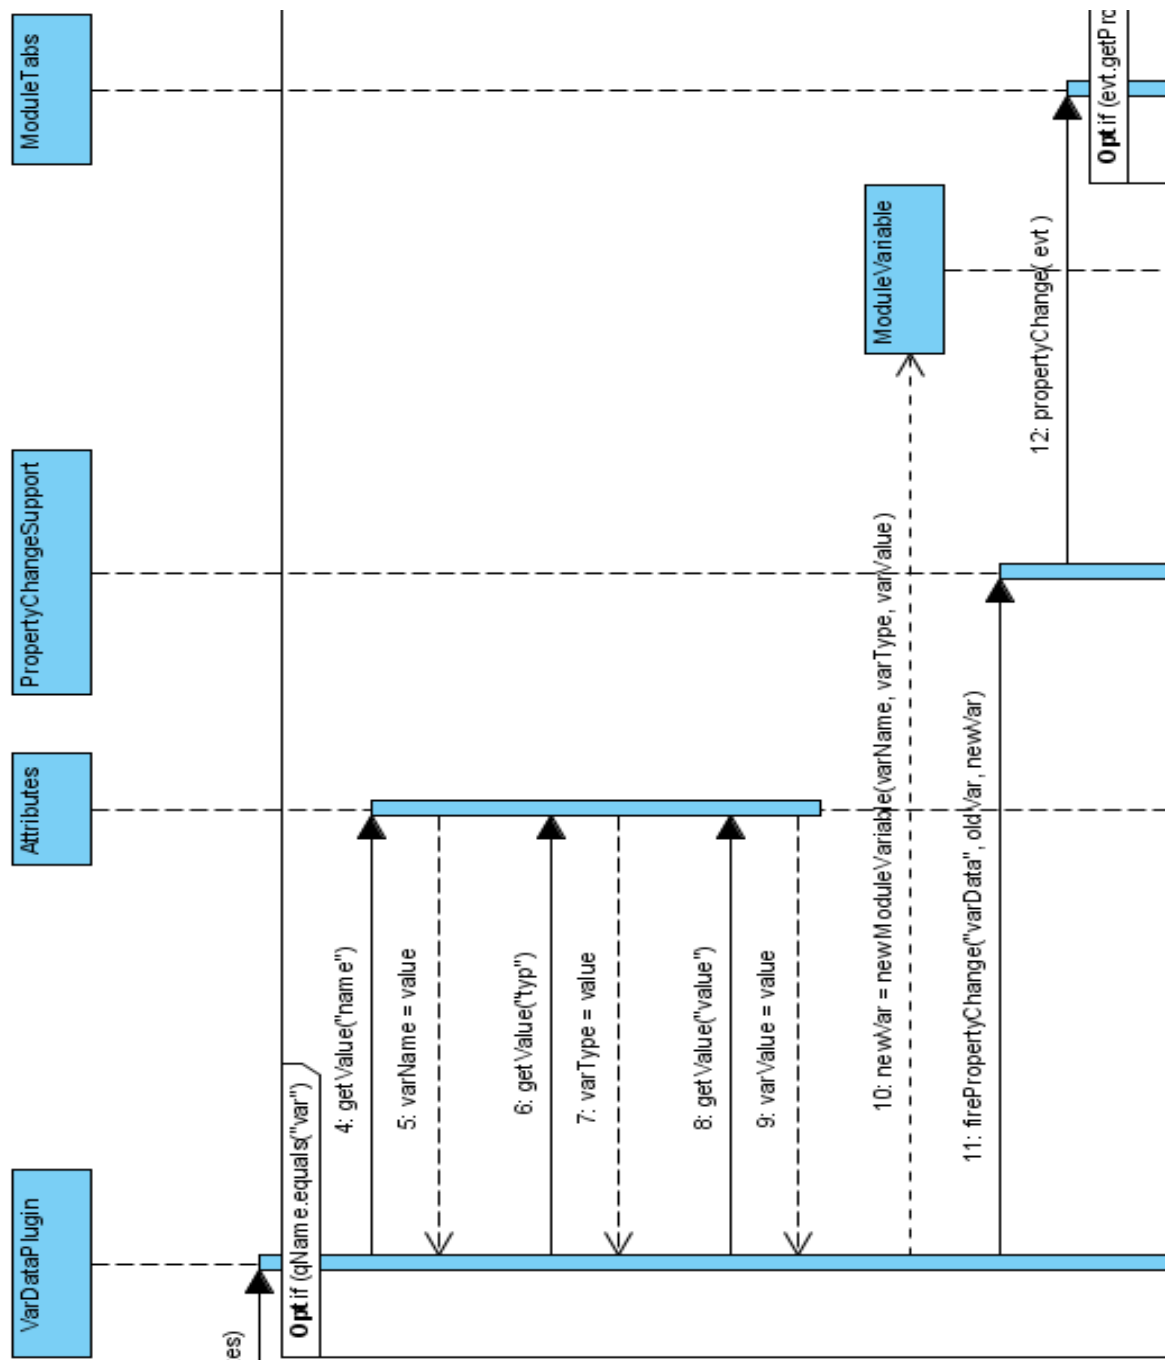 VarDataPlugin
Attributes
PropertyChangeSupport
ModuleTabs
es)
Opt if (qName.equals("var")
4: getValue("name")
5: varName = value
6: getValue("typ")
7: varType = value
8: getValue("value")
9: varValue = value
10: newVar = newModuleVariable(varName, varType, varValue)
ModuleVariable
11: firePropertyChange("varData", oldVar, newVar)
12: propertyChange( evt )
Opt if (evt.getPro